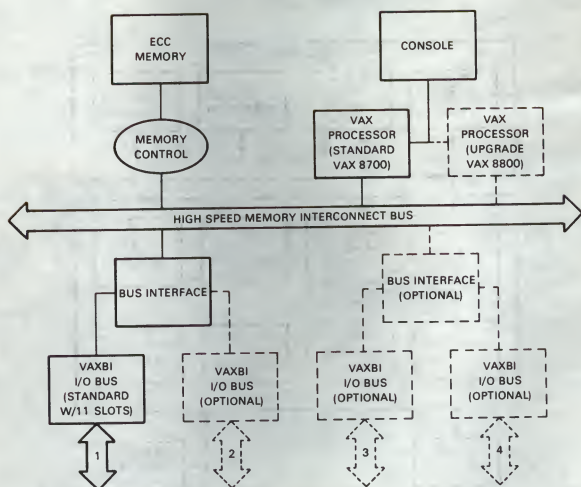 ECC
MEMORY
CONSOLE
MEMORY
CONTROL
VAX
PROCESSOR
(STANDARD
VAX 8700)
VAX
PROCESSOR
(UPGRADE
VAX 8800)
HIGH SPEED MEMORY INTERCONNECT BUS
BUS INTERFACE
BUS INTERFACE
(OPTIONAL)
VAXBI
I/O BUS
(STANDARD
W/11 SLOTS)
VAXBI
I/O BUS
(OPTIONAL)
VAXBI
I/O BUS
(OPTIONAL)
VAXBI
I/O BUS
(OPTIONAL)
1
2
3
4